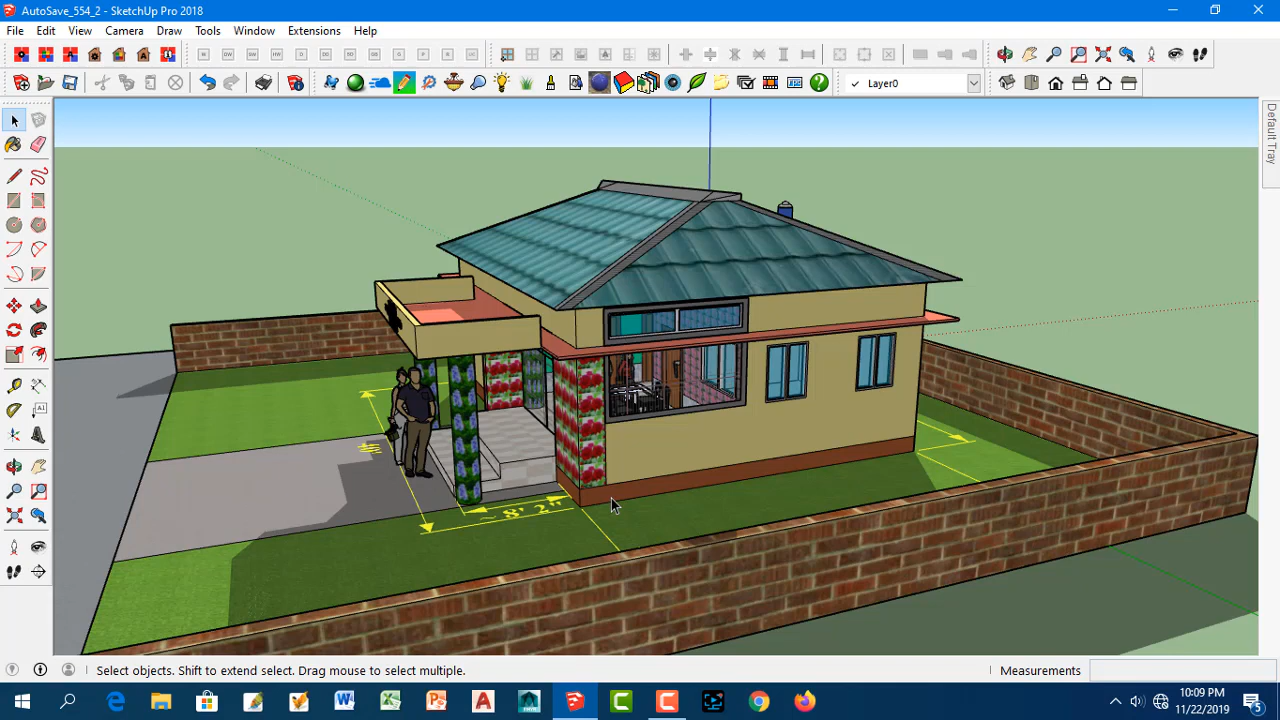 AutoSave_554_2 - SketchUp Pro 2018
File Edit View Camera Draw Tools Window Extensions Help
Layer0
Default Tray
~ 8' 2"
Select objects. Shift to extend select. Drag mouse to select multiple.
Measurements
10:09 PM
11/22/2019